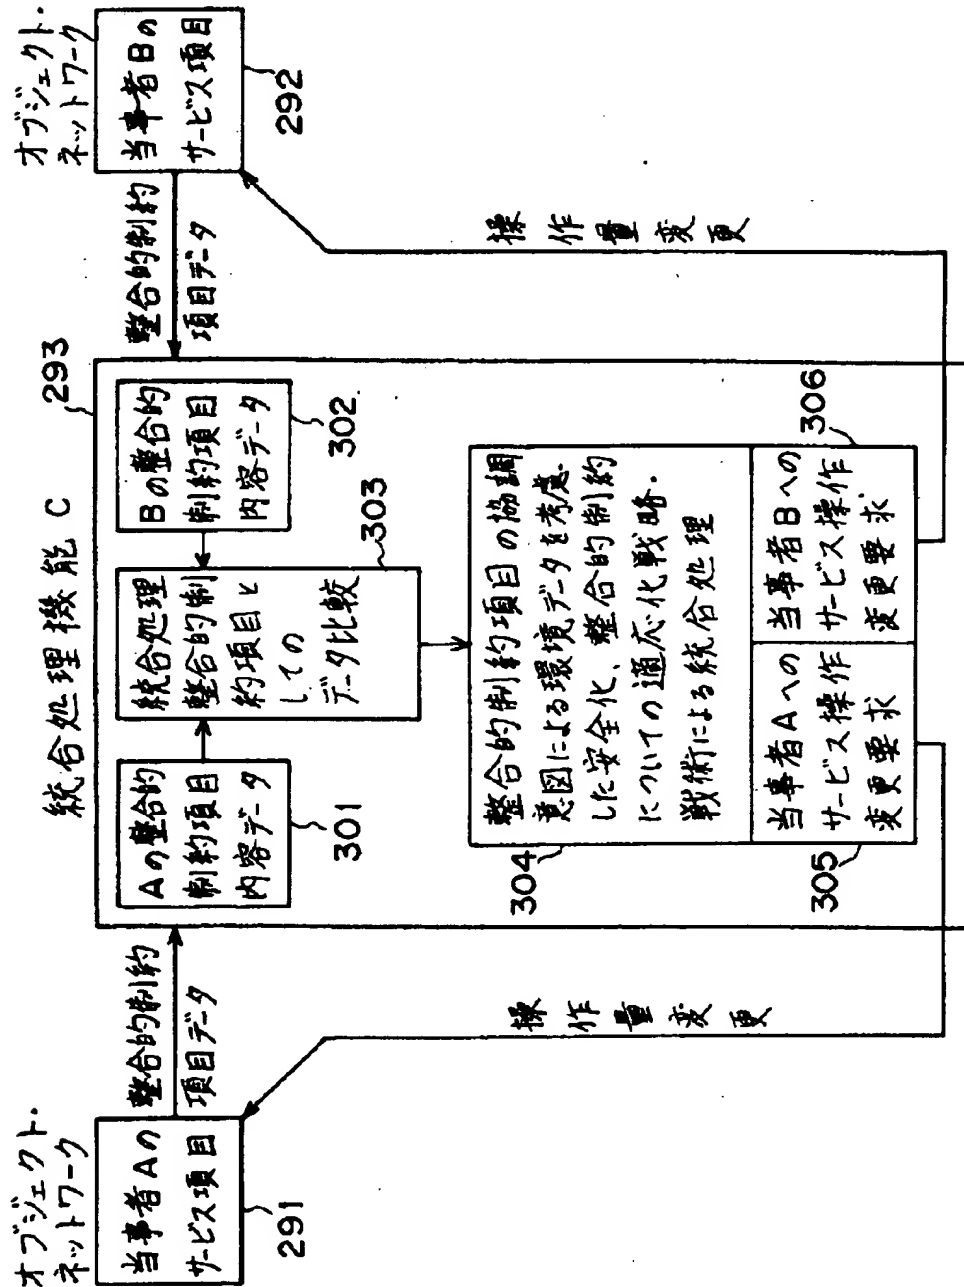 オブジェクト・
ネットワーク
当事者Aの
サービス項目
291
整合的制約
項目データ
操作量変更
統合処理機能 C
293
Aの整合的
制約項目
内容データ
301
統合処理
整合的制
約項目と
しての
データ比較
303
Bの整合的
制約項目
内容データ
302
整合的制約項目の協調
意図による環境データを考慮
した安全化、整合的制約
についての適応化戦略・
戦術による統合処理
304
当事者Aへの
サービス操作
変更要求
305
当事者Bへの
サービス操作
変更要求
306
整合的制約
項目データ
操作量変更
オブジェクト・
ネットワーク
当事者Bの
サービス項目
292